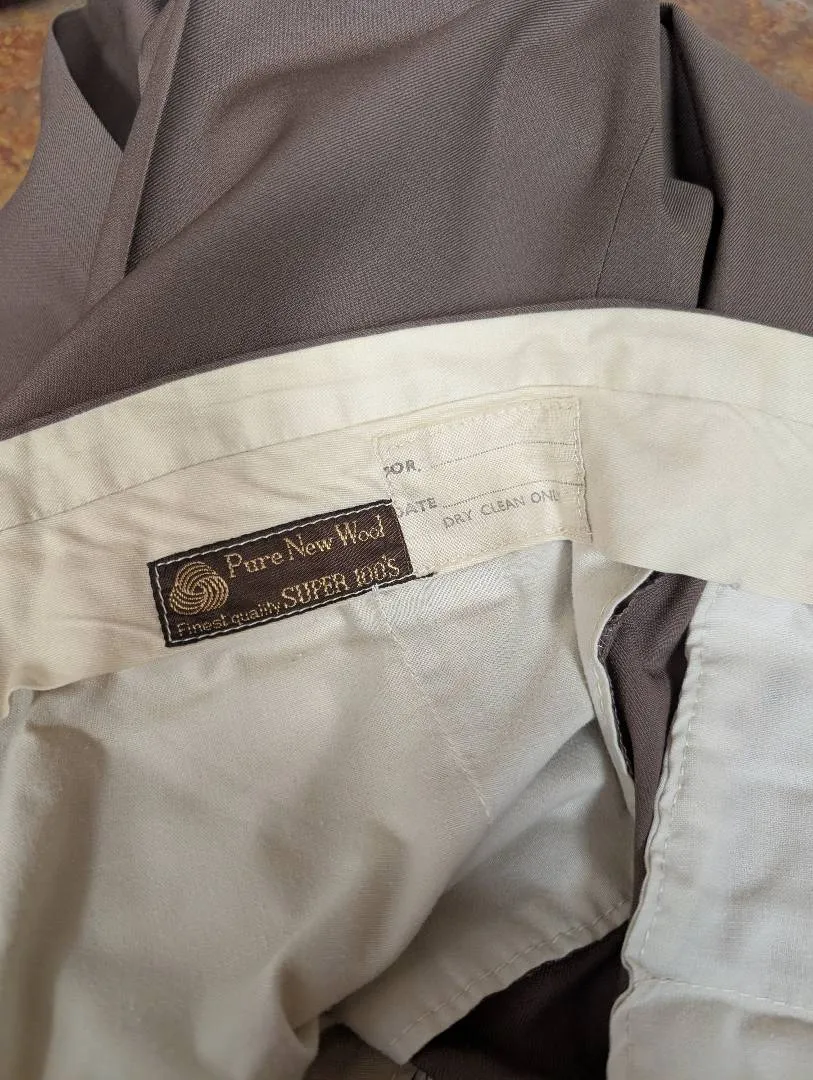 FOR.
DATE
DRY CLEAN ONLY
Pure New Wool
Finest quality SUPER 100'S